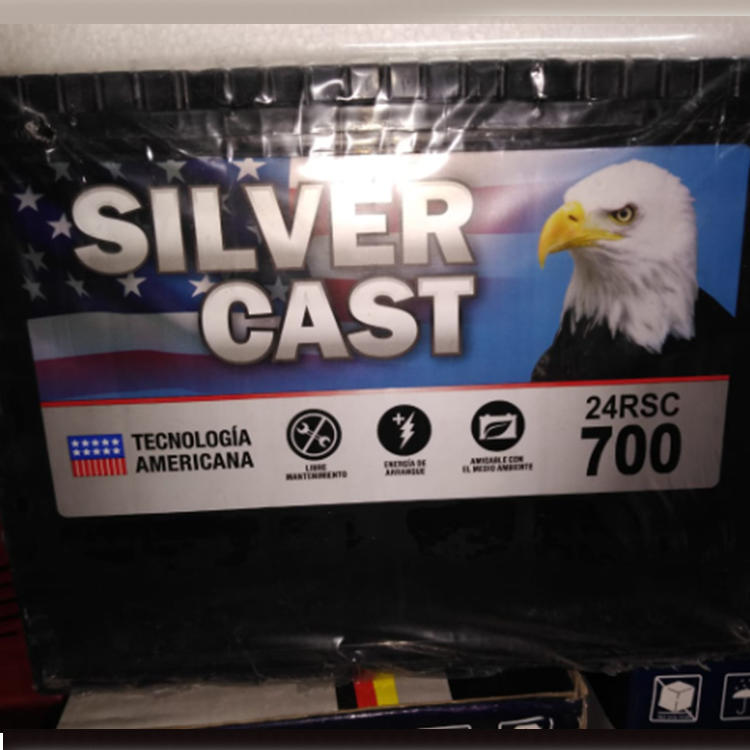 SILVER
CAST
TECNOLOGÍA
AMERICANA
LIBRE
MANTENIMIENTO
ENERGÍA DE
ARRANQUE
AMIGABLE CON
EL MEDIO AMBIENTE
24RSC
700